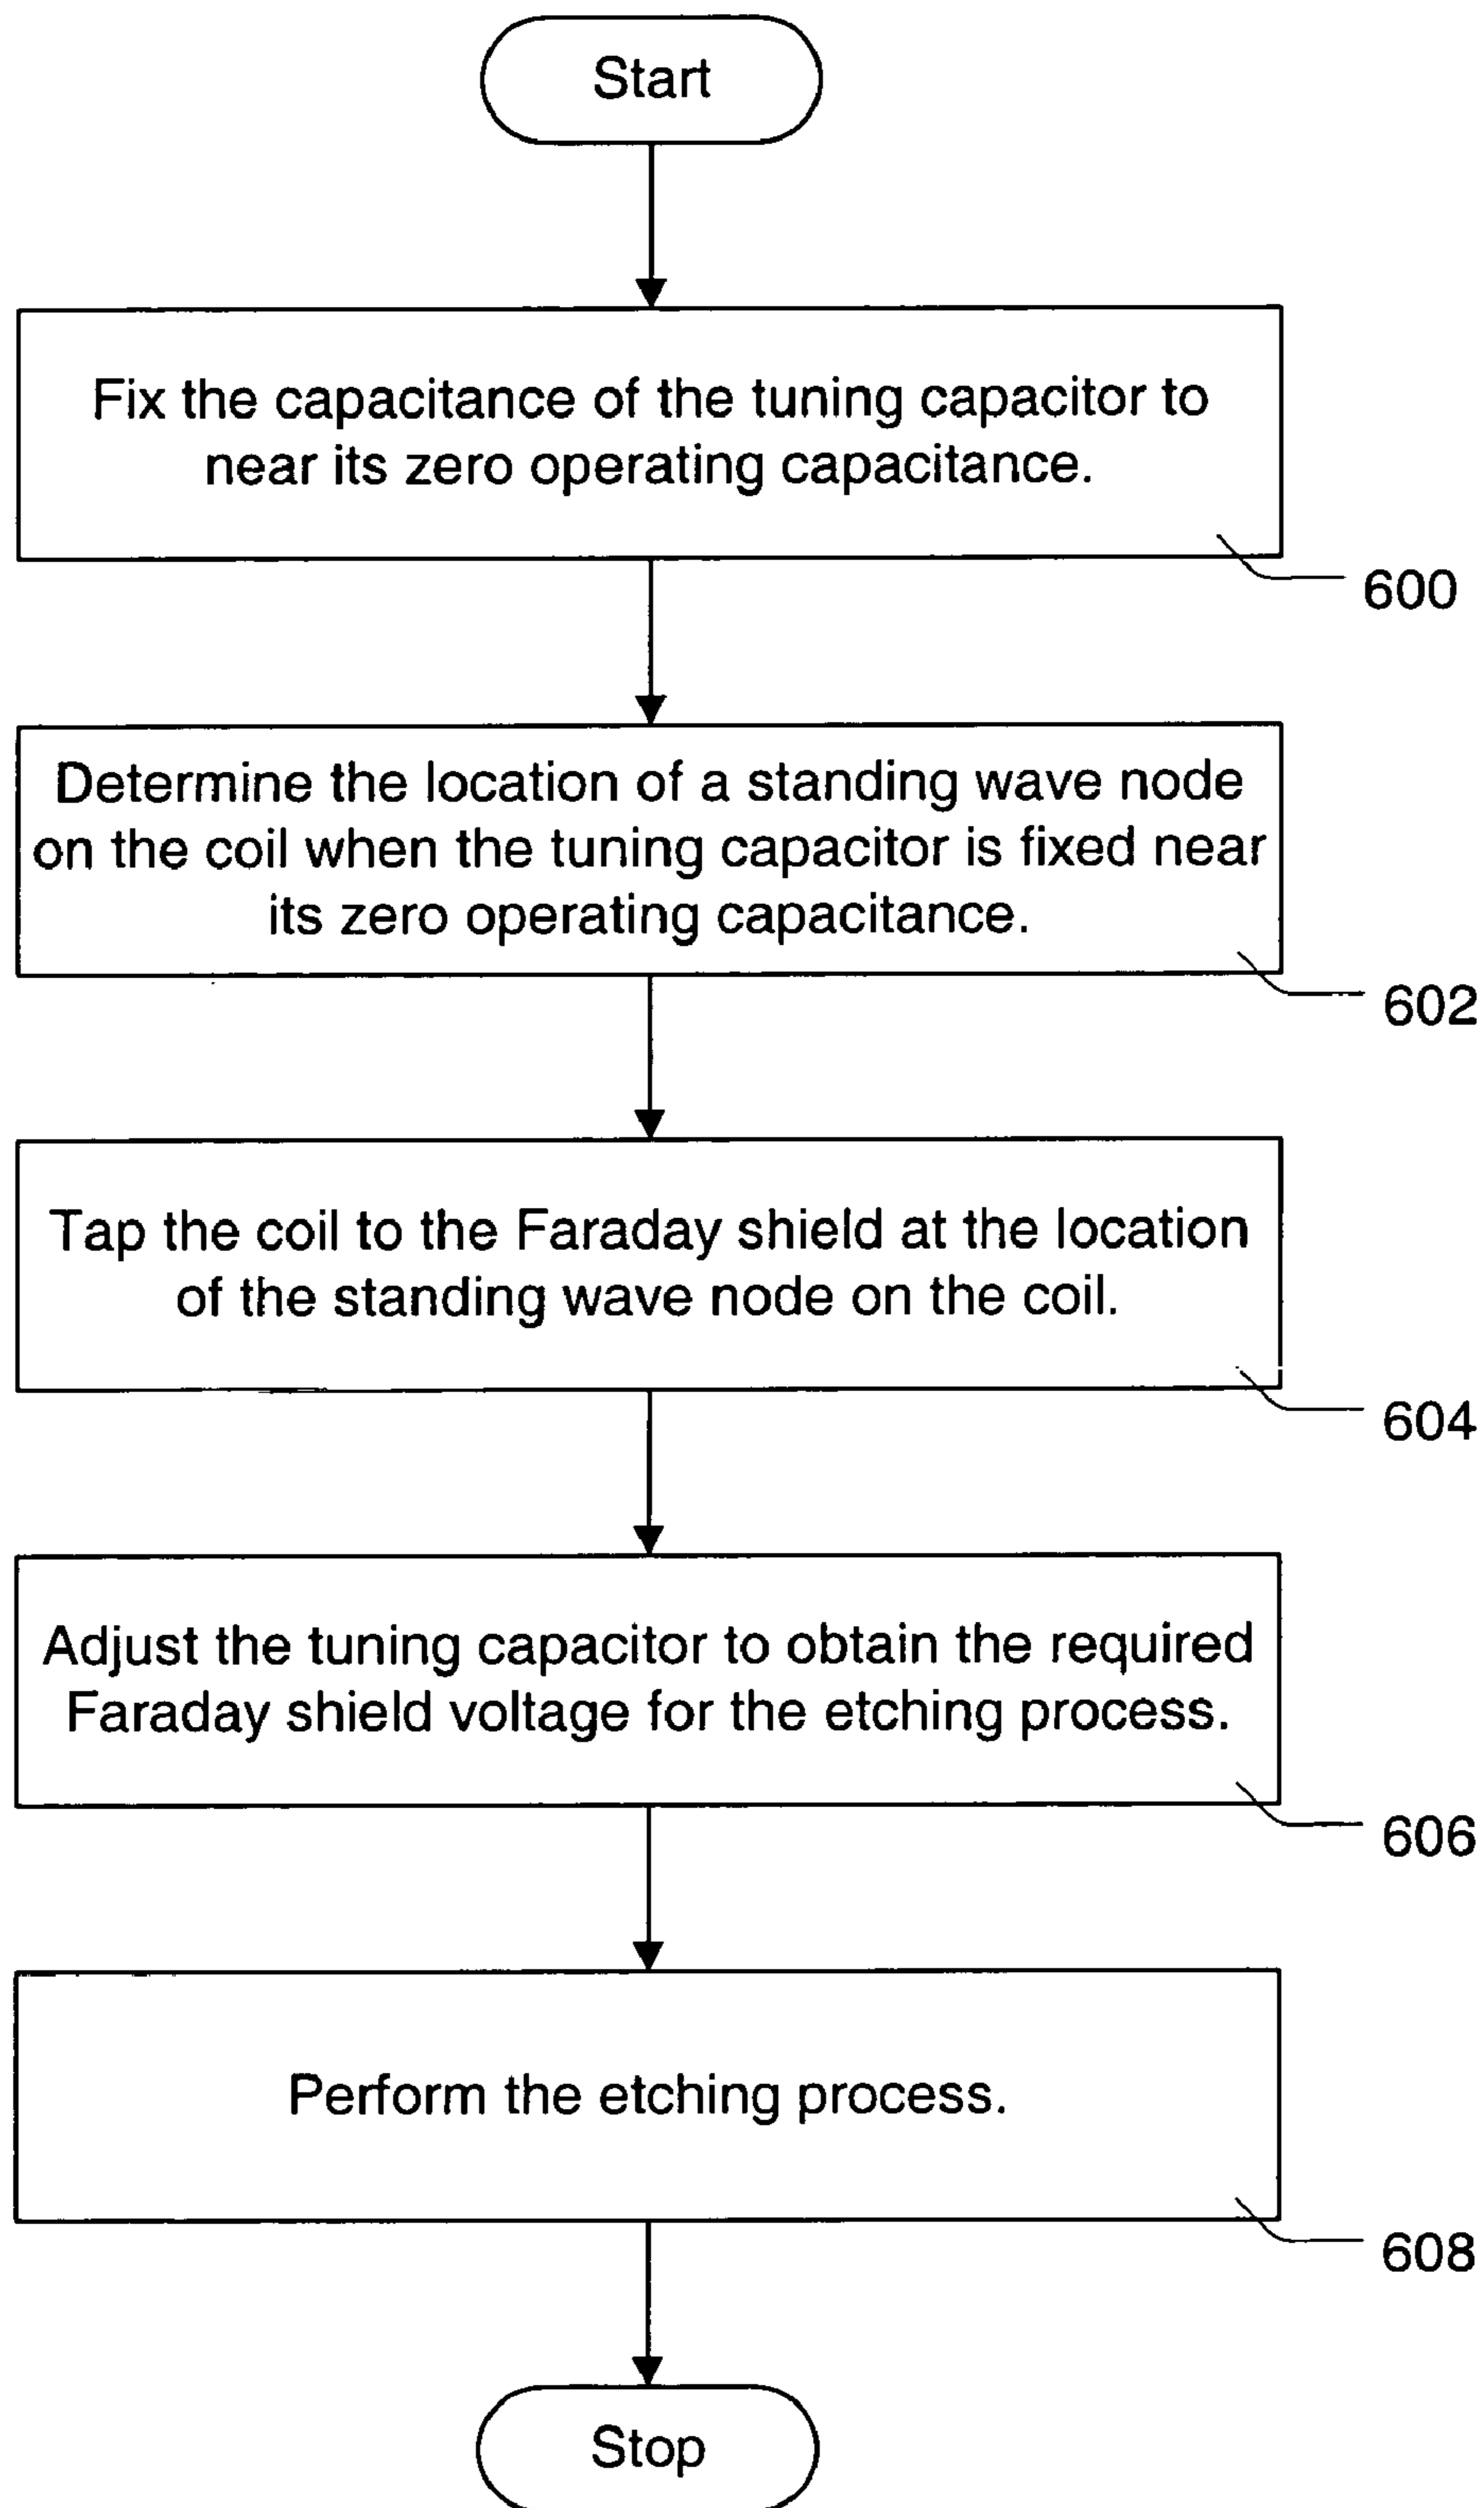 Start
Fix the capacitance of the tuning capacitor to
near its zero operating capacitance.
600
Determine the location of a standing wave node
on the coil when the tuning capacitor is fixed near
its zero operating capacitance.
602
Tap the coil to the Faraday shield at the location
of the standing wave node on the coil.
604
Adjust the tuning capacitor to obtain the required
Faraday shield voltage for the etching process.
606
Perform the etching process.
608
Stop